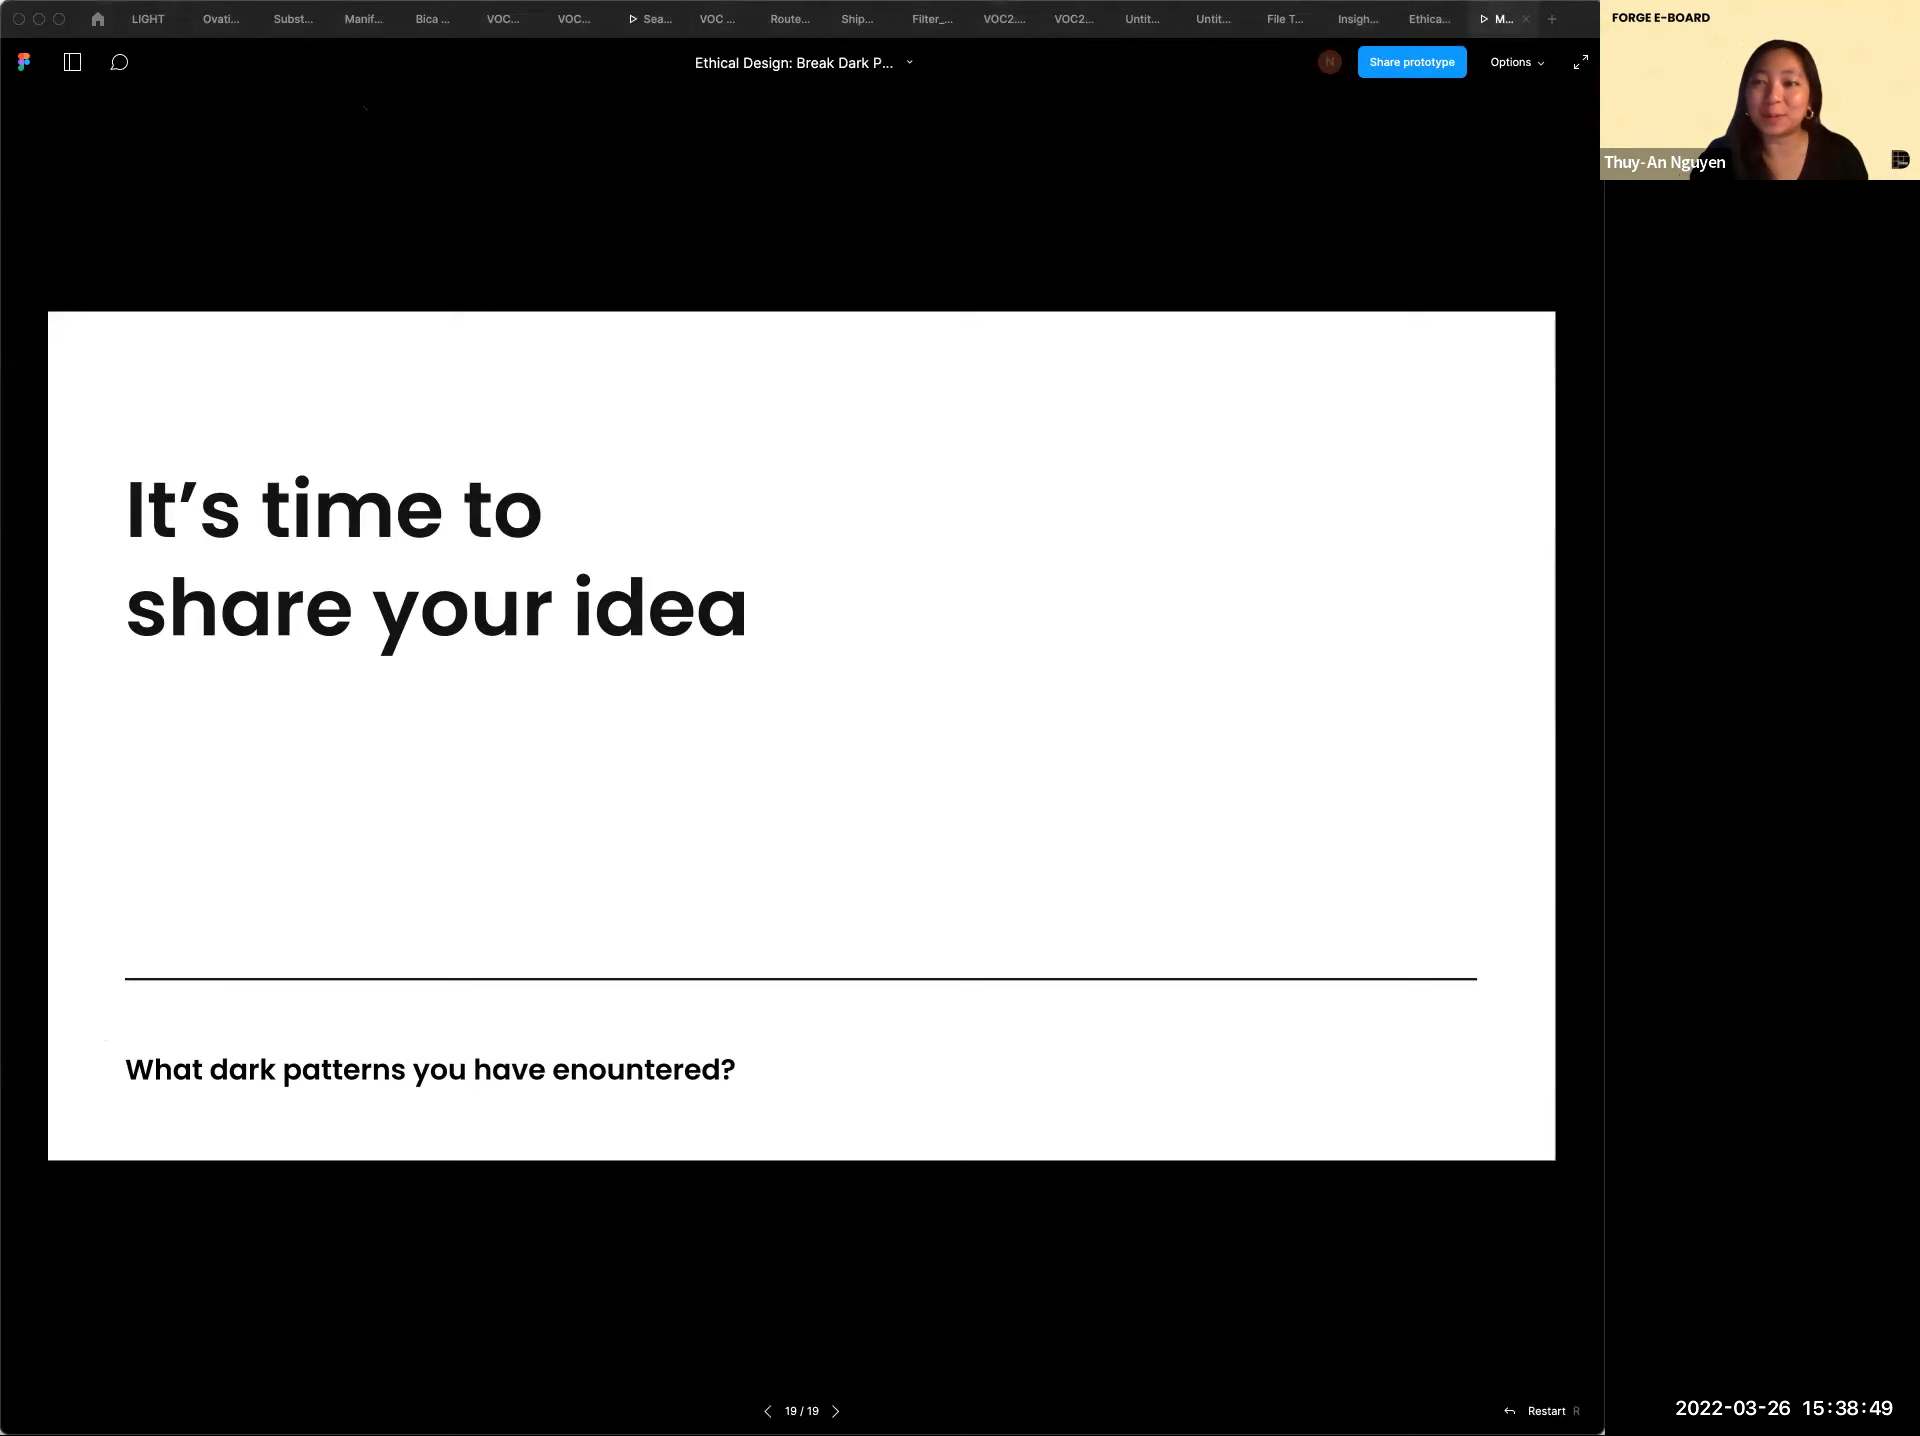 LIGHT Ovati... Subst... Manif... Bica ... VOC... VOC... Sea... VOC ... Route... Ship... Filter_... VOC2.... VOC2... Untit... Untit... File T... Insigh... Ethica... M...
FORGE E-BOARD
Ethical Design: Break Dark P...
N
Share prototype
Options
Thuy-An Nguyen
It’s time to
share your idea
What dark patterns you have enountered?
19 / 19
Restart R
2022-03-26 15:38:49